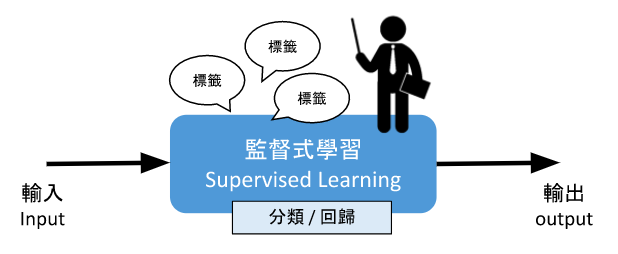 標籤
標籤
標籤
監督式學習
Supervised Learning
分類 / 回歸
輸入
Input
輸出
output